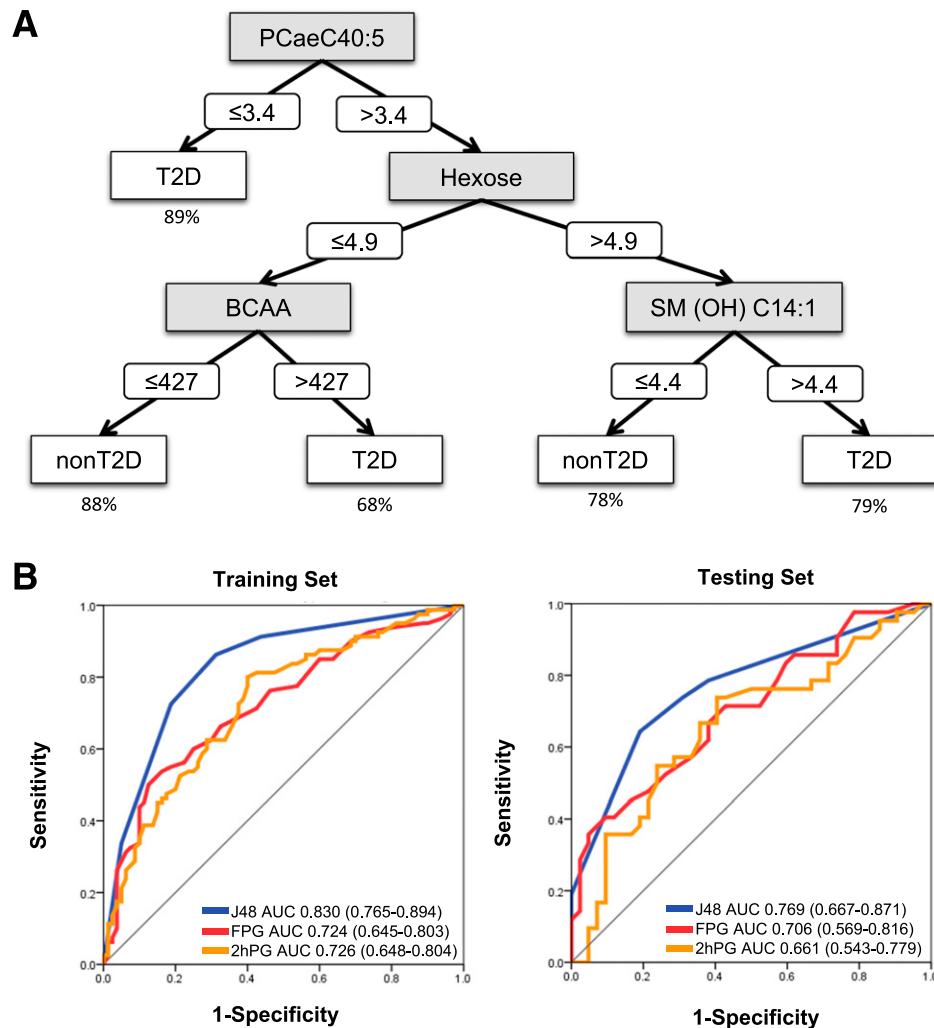 A
PCaeC40:5
≤3.4
>3.4
T2D
89%
Hexose
≤4.9
>4.9
BCAA
SM (OH) C14:1
≤427
>427
≤4.4
>4.4
nonT2D
T2D
nonT2D
T2D
88%
68%
78%
79%
B
Training Set
Testing Set
1.0
0.8
0.6
0.4
0.2
0.0
Sensitivity
J48 AUC 0.830 (0.765-0.894)
FPG AUC 0.724 (0.645-0.803)
2hPG AUC 0.726 (0.648-0.804)
0.0 0.2 0.4 0.6 0.8 1.0
1-Specificity
1.0
0.8
0.6
0.4
0.2
0.0
Sensitivity
J48 AUC 0.769 (0.667-0.871)
FPG AUC 0.706 (0.569-0.816)
2hPG AUC 0.661 (0.543-0.779)
0.0 0.2 0.4 0.6 0.8 1.0
1-Specificity